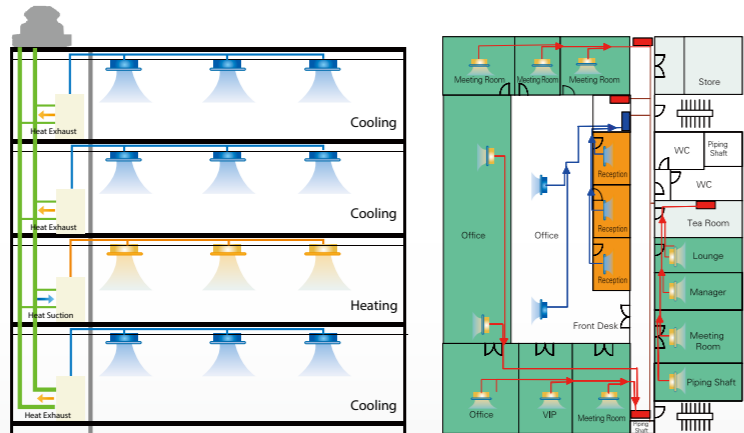 Cooling
Heat Exhaust
Cooling
Heat Exhaust
Heating
Heat Suction
Cooling
Heat Exhaust
Meeting Room
Meeting Room
Meeting Room
Store
WC
Piping
Shaft
WC
Reception
Reception
Reception
Tea Room
Office
Office
Lounge
Manager
Front Desk
Meeting
Room
Piping Shaft
Office
VIP
Meeting Room
Piping
Shaft